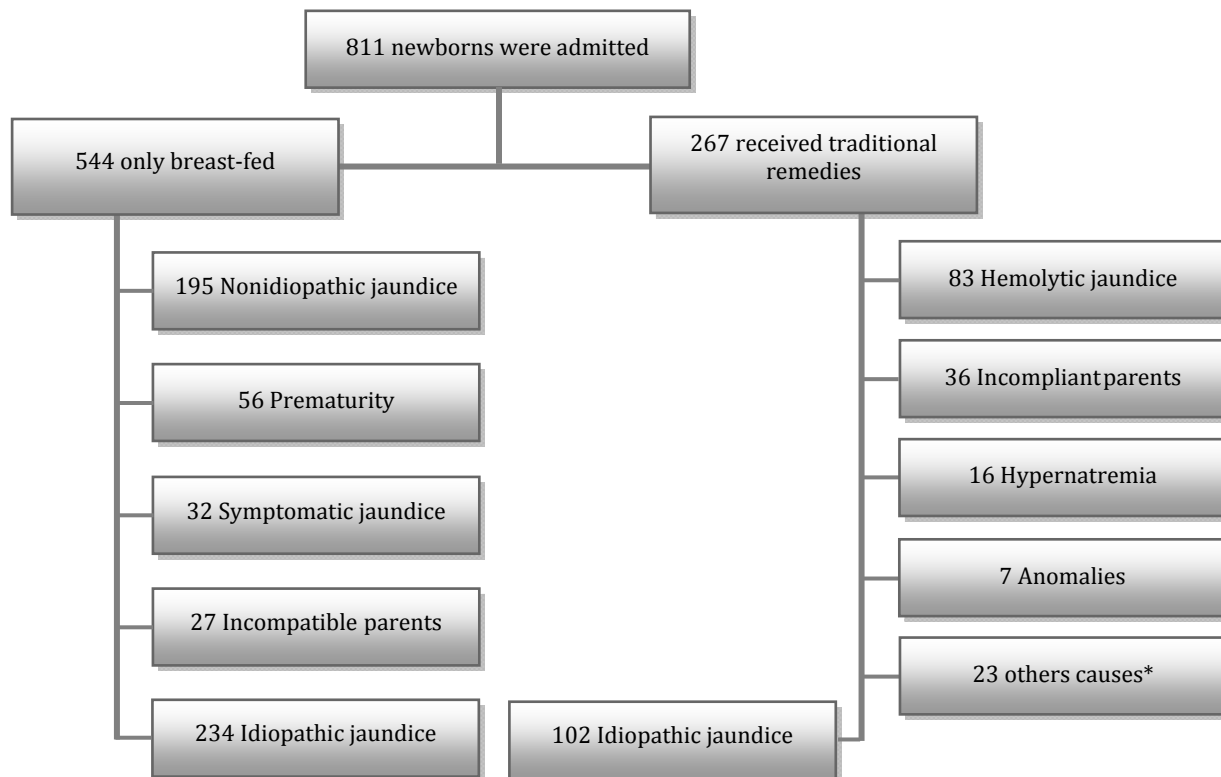 811 newborns were admitted
544 only breast-fed
267 received traditional
remedies
195 Nonidiopathic jaundice
56 Prematurity
32 Symptomatic jaundice
27 Incompatible parents
234 Idiopathic jaundice
83 Hemolytic jaundice
36 Incompliant parents
16 Hypernatremia
7 Anomalies
23 others causes*
102 Idiopathic jaundice